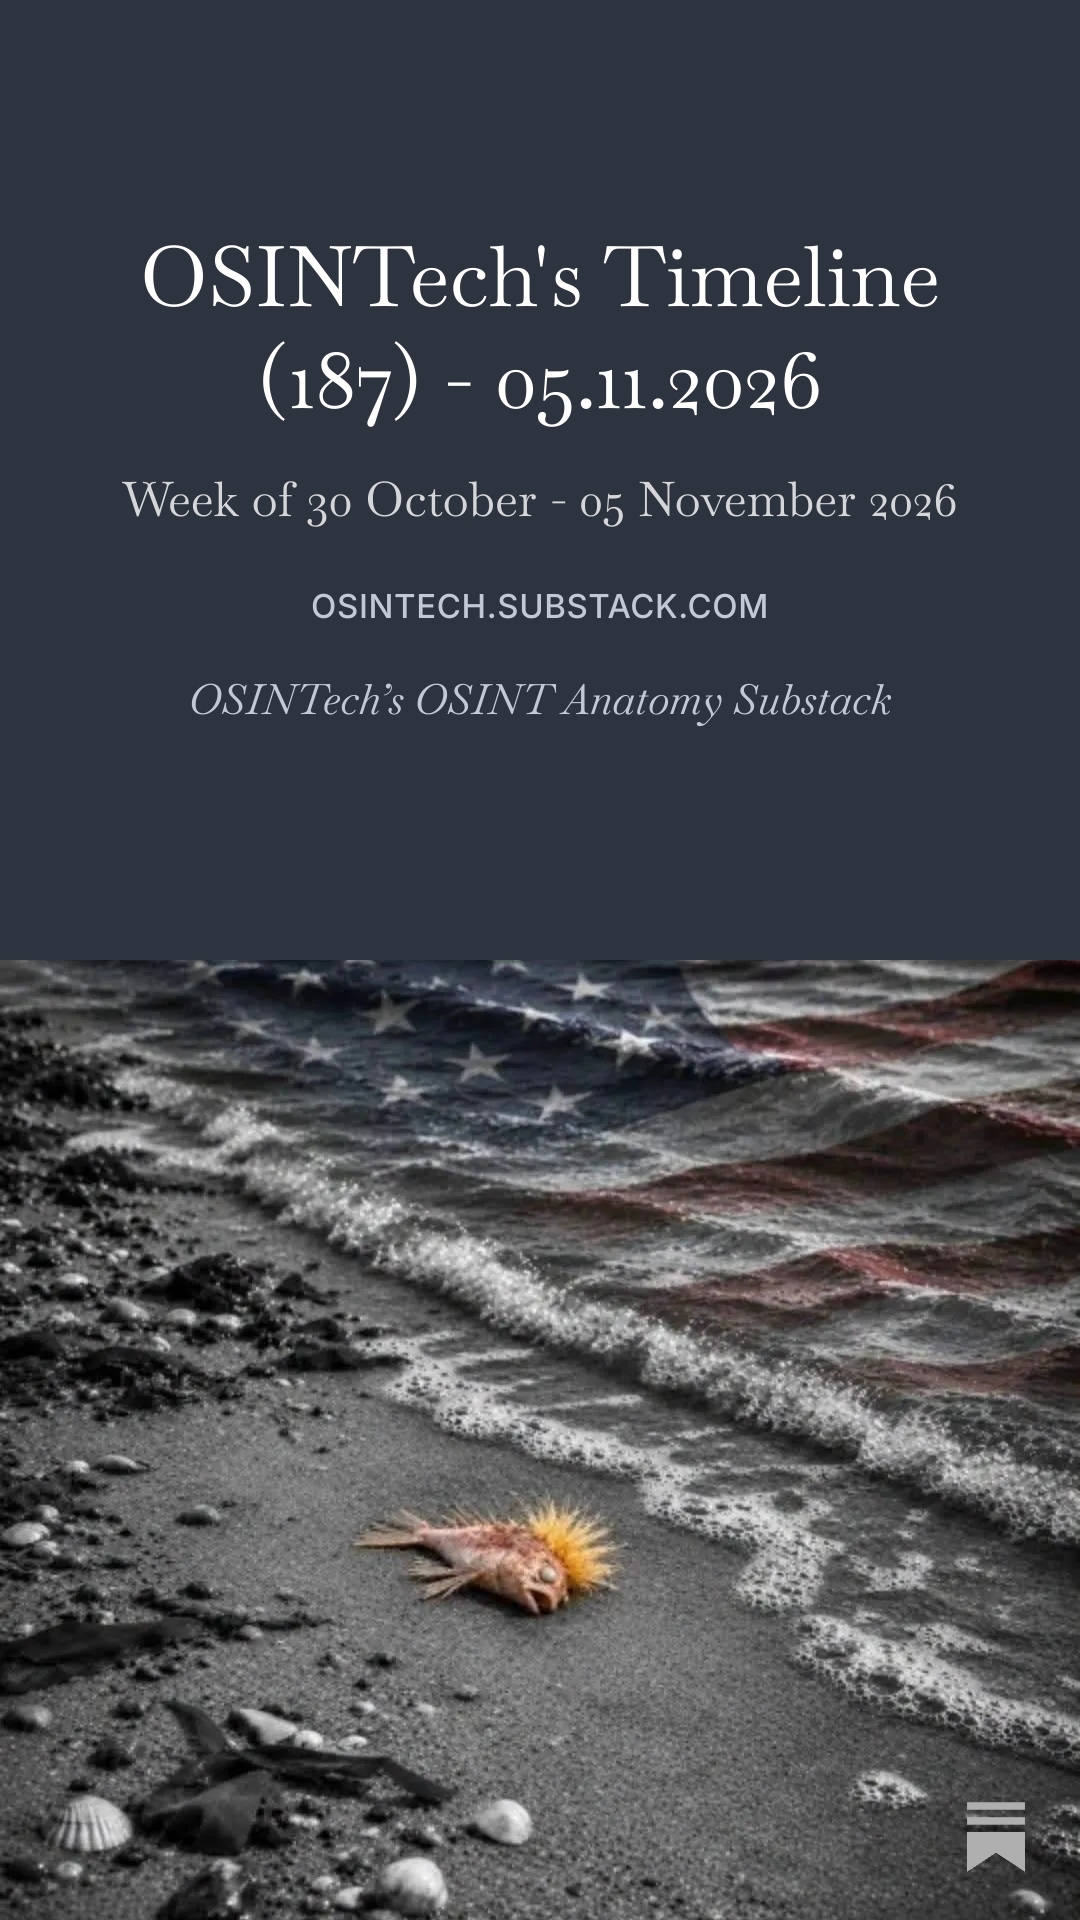 OSINTech's Timeline
(187) - 05.11.2026
Week of 30 October - 05 November 2026
OSINTECH.SUBSTACK.COM
OSINTech’s OSINT Anatomy Substack